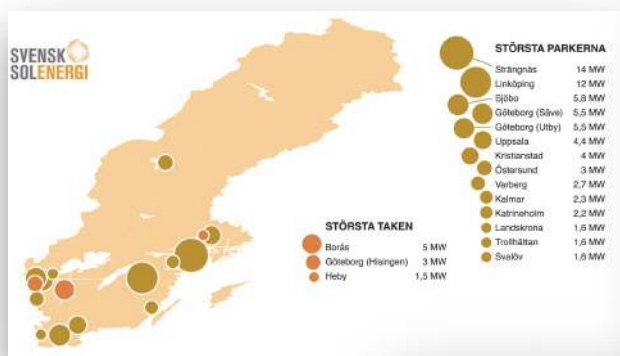 SVENSK
SOLENERGI
STÖRSTA PARKERNA
Strängnäs 14 MW
Linköping 12 MW
Sjöbo 5,8 MW
Göteborg (Säve) 5,5 MW
Göteborg (Utby) 5,5 MW
Uppsala 4,4 MW
Kristianstad 4 MW
Östersund 3 MW
Varberg 2,7 MW
Kalmar 2,3 MW
Katrineholm 2,2 MW
Landskrona 1,6 MW
Trollhättan 1,6 MW
Svalöv 1,6 MW
STÖRSTA TAKEN
Borås 5 MW
Göteborg (Hisingen) 3 MW
Heby 1,5 MW